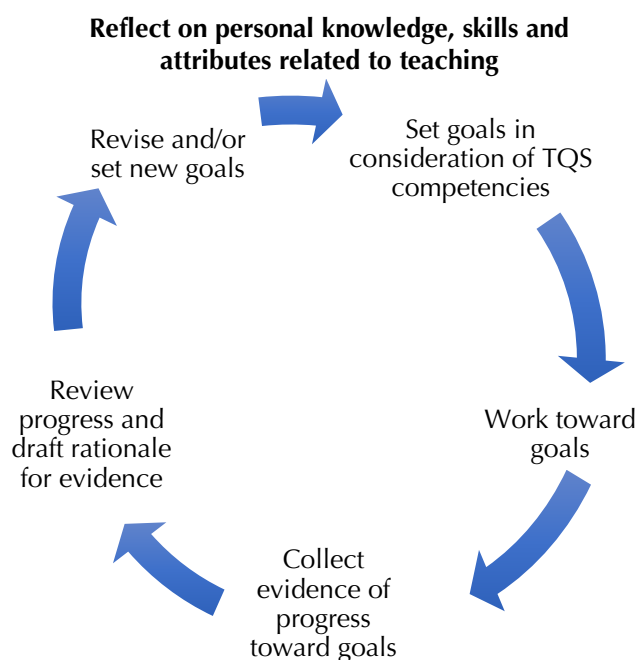 Reflect on personal knowledge, skills and
attributes related to teaching
Set goals in
consideration of TQS
competencies
Work toward
goals
Collect
evidence of
progress
toward goals
Review
progress and
draft rationale
for evidence
Revise and/or
set new goals